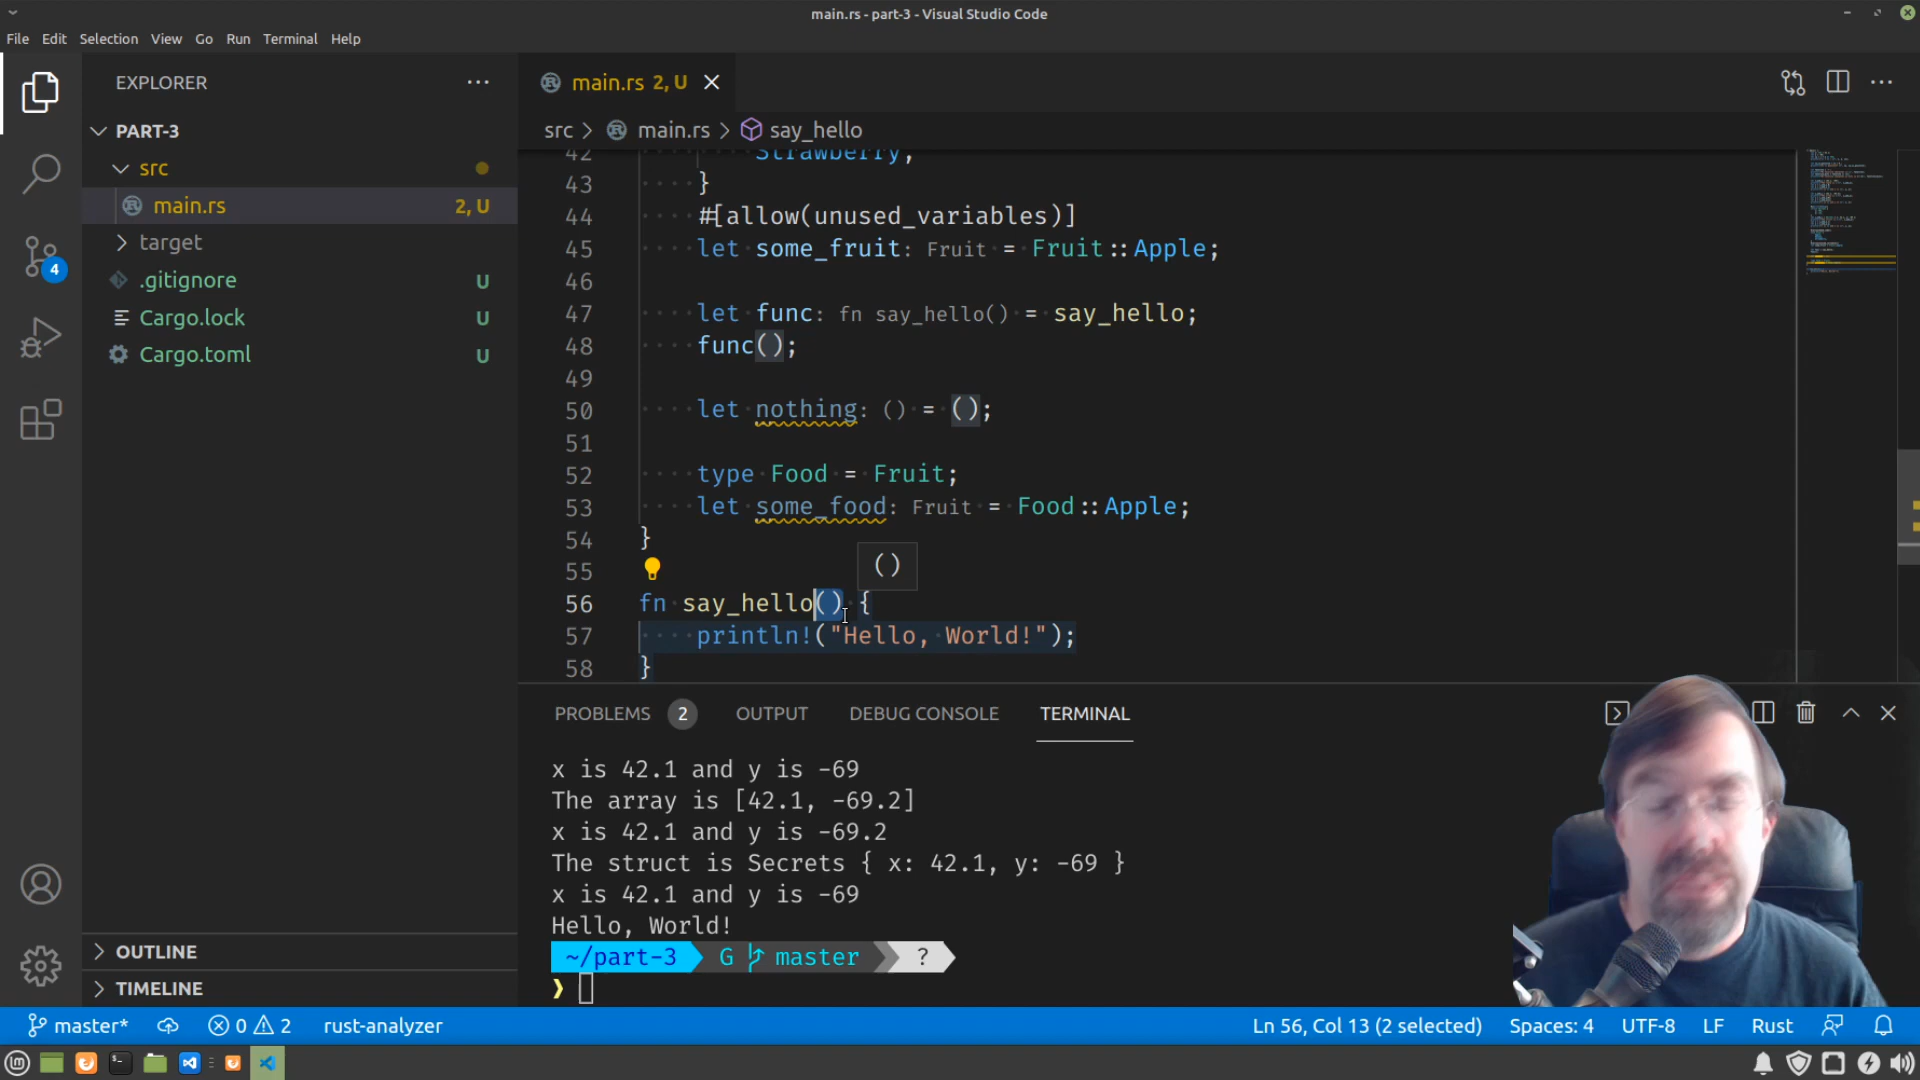 main.rs - part-3 - Visual Studio Code
File Edit Selection View Go Run Terminal Help
EXPLORER
PART-3
src
main.rs 2, U
target
.gitignore U
Cargo.lock U
Cargo.toml U
OUTLINE
TIMELINE
4
main.rs 2, U
src > main.rs > say_hello
42 Strawberry,
43 }
44 #[allow(unused_variables)]
45 let some_fruit: Fruit = Fruit::Apple;
46
47 let func: fn say_hello() = say_hello;
48 func();
49
50 let nothing: () = ();
51
52 type Food = Fruit;
53 let some_food: Fruit = Food::Apple;
54 }
55
()
56 fn say_hello() {
57 println!("Hello, World!");
58 }
PROBLEMS 2 OUTPUT DEBUG CONSOLE TERMINAL
x is 42.1 and y is -69
The array is [42.1, -69.2]
x is 42.1 and y is -69.2
The struct is Secrets { x: 42.1, y: -69 }
x is 42.1 and y is -69
Hello, World!
~/part-3 G master ?
❯
master* 0 2 rust-analyzer Ln 56, Col 13 (2 selected) Spaces: 4 UTF-8 LF Rust